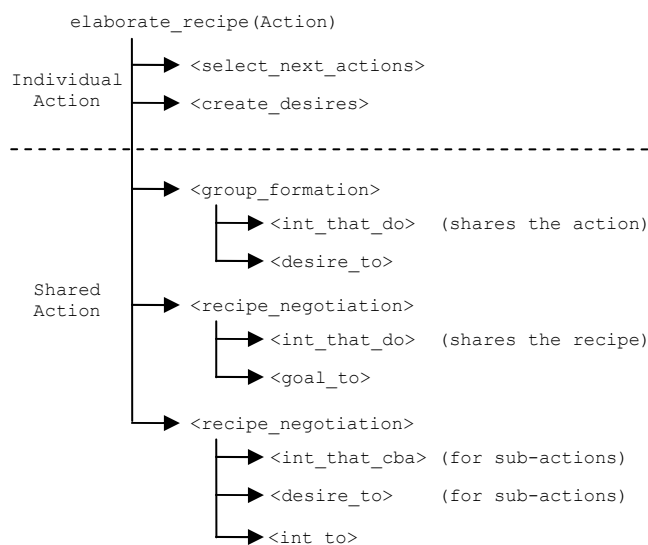 elaborate_recipe(Action)
<select_next_actions>
Individual
Action
<create_desires>
<group_formation>
<int_that_do> (shares the action)
<desire_to>
Shared
Action
<recipe_negotiation>
<int_that_do> (shares the recipe)
<goal_to>
<recipe_negotiation>
<int_that_cba> (for sub-actions)
<desire_to> (for sub-actions)
<int to>